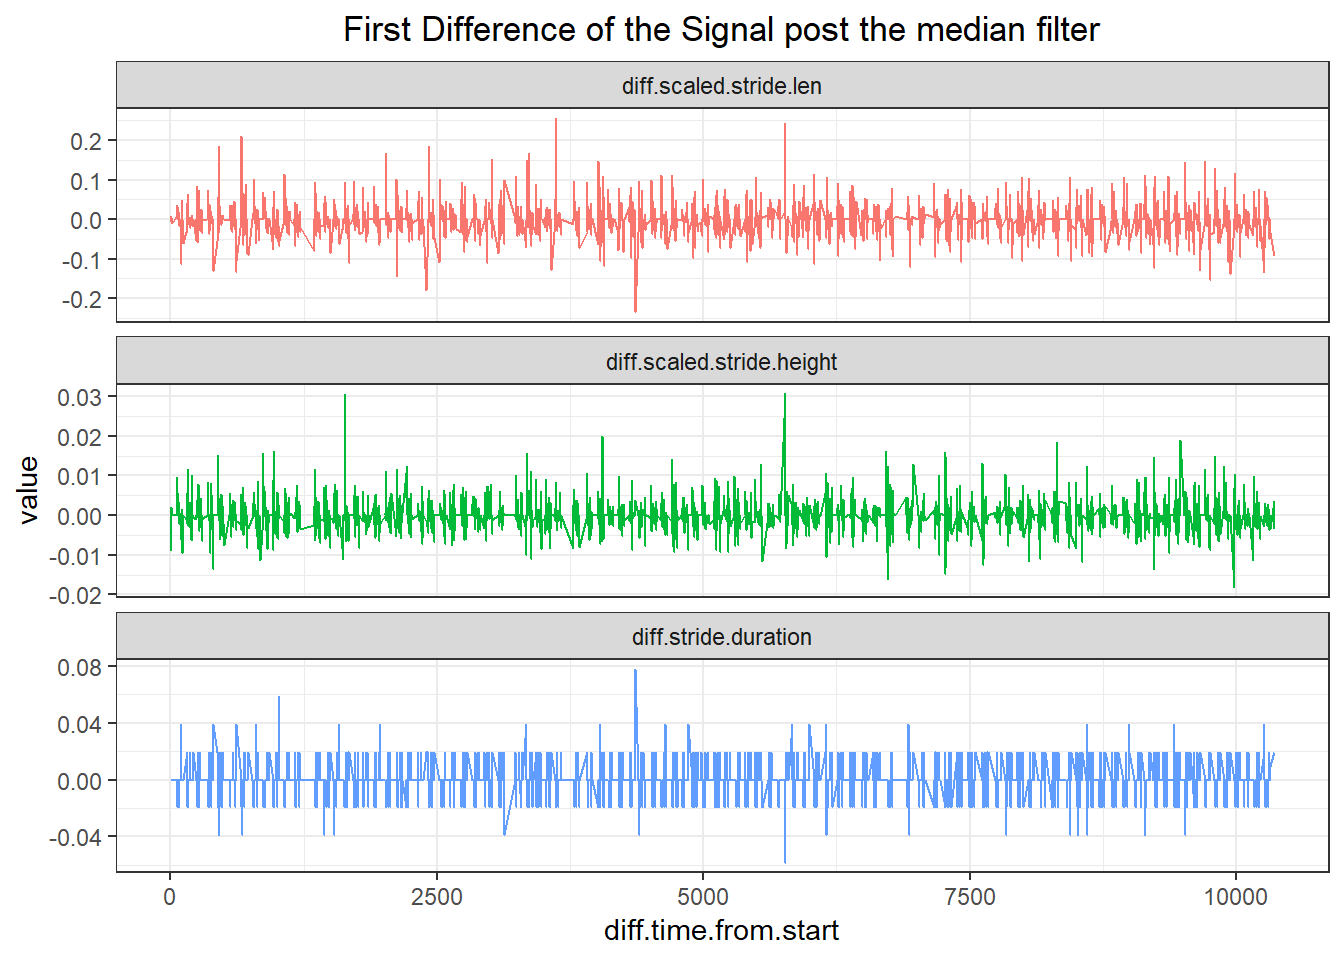 First Difference of the Signal post the median filter
diff.scaled.stride.len
0.2
0.1
0.0
-0.1
-0.2
diff.scaled.stride.height
0.03
0.02
0.01
0.00
-0.01
-0.02
value
diff.stride.duration
0.08
0.04
0.00
-0.04
0 2500 5000 7500 10000
diff.time.from.start